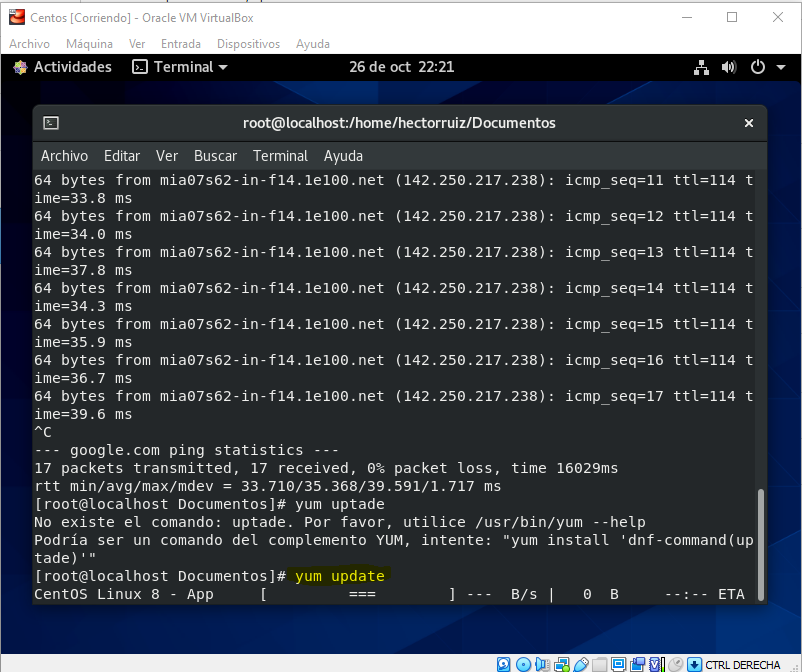 Centos [Corriendo] - Oracle VM VirtualBox
Archivo Máquina Ver Entrada Dispositivos Ayuda
Actividades Terminal 26 de oct 22:21
root@localhost:/home/hectorruiz/Documentos
Archivo Editar Ver Buscar Terminal Ayuda
64 bytes from mia07s62-in-f14.1e100.net (142.250.217.238): icmp_seq=11 ttl=114 t
ime=33.8 ms
64 bytes from mia07s62-in-f14.1e100.net (142.250.217.238): icmp_seq=12 ttl=114 t
ime=34.0 ms
64 bytes from mia07s62-in-f14.1e100.net (142.250.217.238): icmp_seq=13 ttl=114 t
ime=37.8 ms
64 bytes from mia07s62-in-f14.1e100.net (142.250.217.238): icmp_seq=14 ttl=114 t
ime=34.3 ms
64 bytes from mia07s62-in-f14.1e100.net (142.250.217.238): icmp_seq=15 ttl=114 t
ime=35.9 ms
64 bytes from mia07s62-in-f14.1e100.net (142.250.217.238): icmp_seq=16 ttl=114 t
ime=36.7 ms
64 bytes from mia07s62-in-f14.1e100.net (142.250.217.238): icmp_seq=17 ttl=114 t
ime=39.6 ms
^C
--- google.com ping statistics ---
17 packets transmitted, 17 received, 0% packet loss, time 16029ms
rtt min/avg/max/mdev = 33.710/35.368/39.591/1.717 ms
[root@localhost Documentos]# yum uptade
No existe el comando: uptade. Por favor, utilice /usr/bin/yum --help
Podría ser un comando del complemento YUM, intente: "yum install 'dnf-command(up
tade)'"
[root@localhost Documentos]# yum update
CentOS Linux 8 - App [ === ] --- B/s | 0 B --:-- ETA
CTRL DERECHA